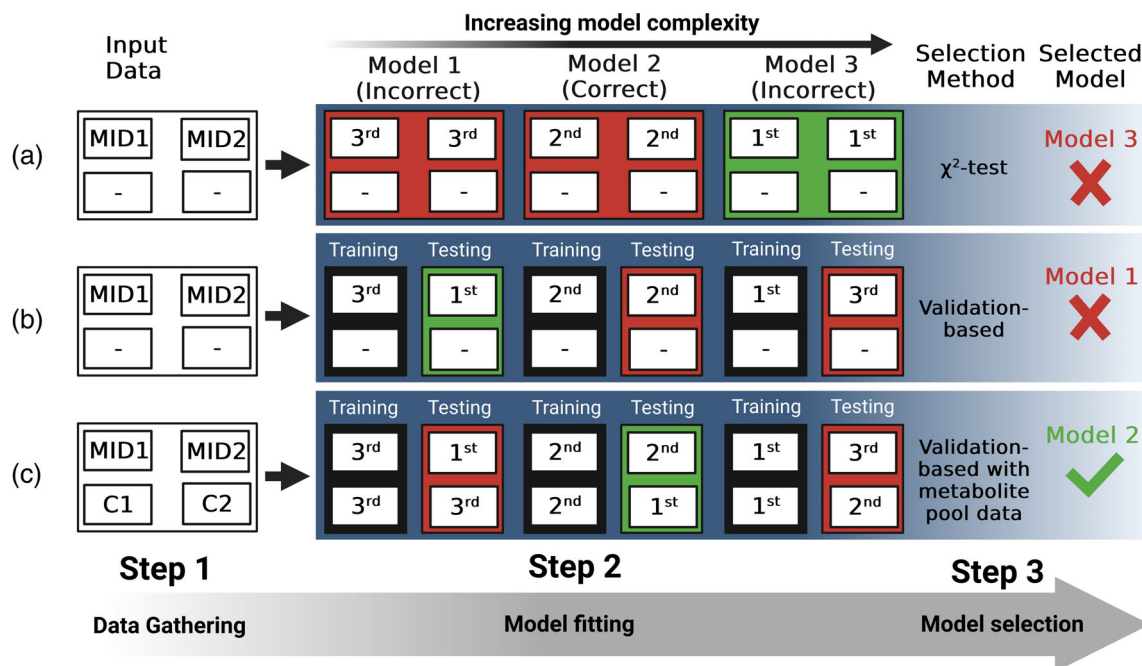 Increasing model complexity
Input
Data
Model 1
(Incorrect)
Model 2
(Correct)
Model 3
(Incorrect)
Selection
Method
Selected
Model
(a)
MID1 MID2
- -
3rd 3rd
- -
2nd 2nd
- -
1st 1st
- -
χ²-test
Model 3
(b)
MID1 MID2
- -
Training Testing Training Testing Training Testing
3rd 1st 2nd 2nd 1st 3rd
- - - - - -
Validation-
based
Model 1
(c)
MID1 MID2
C1 C2
Training Testing Training Testing Training Testing
3rd 1st 2nd 2nd 1st 3rd
3rd 3rd 2nd 1st 1st 2nd
Validation-
based with
metabolite
pool data
Model 2
Step 1 Step 2 Step 3
Data Gathering Model fitting Model selection